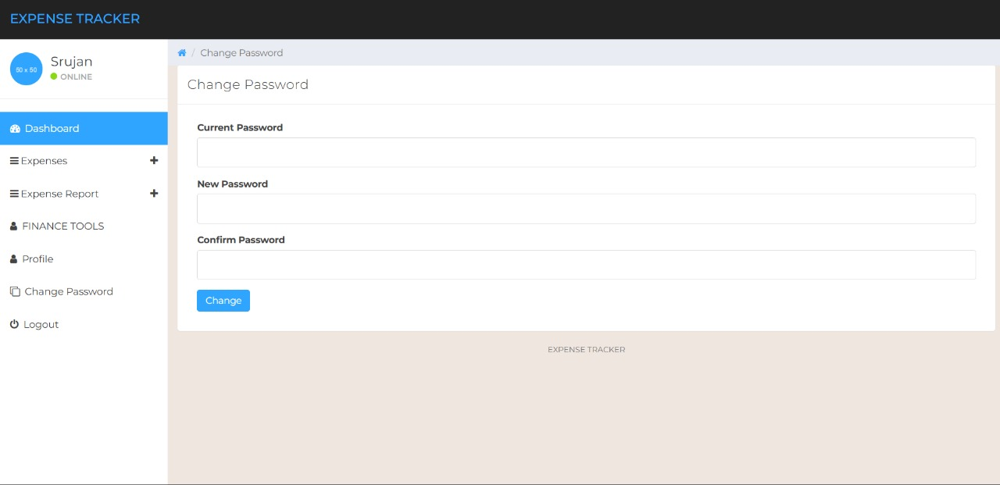 EXPENSE TRACKER
50 x 50
Srujan
ONLINE
Dashboard
Expenses
Expense Report
FINANCE TOOLS
Profile
Change Password
Logout
/ Change Password
Change Password
Current Password
New Password
Confirm Password
Change
EXPENSE TRACKER